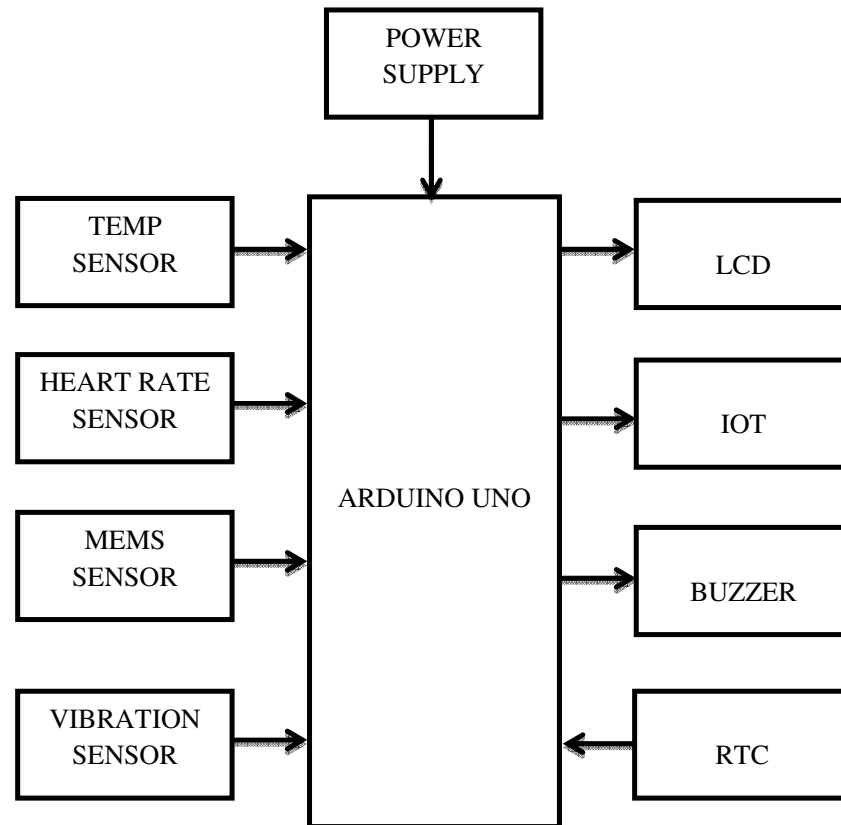 POWER
SUPPLY
TEMP
SENSOR
LCD
HEART RATE
SENSOR
IOT
ARDUINO UNO
MEMS
SENSOR
BUZZER
VIBRATION
SENSOR
RTC